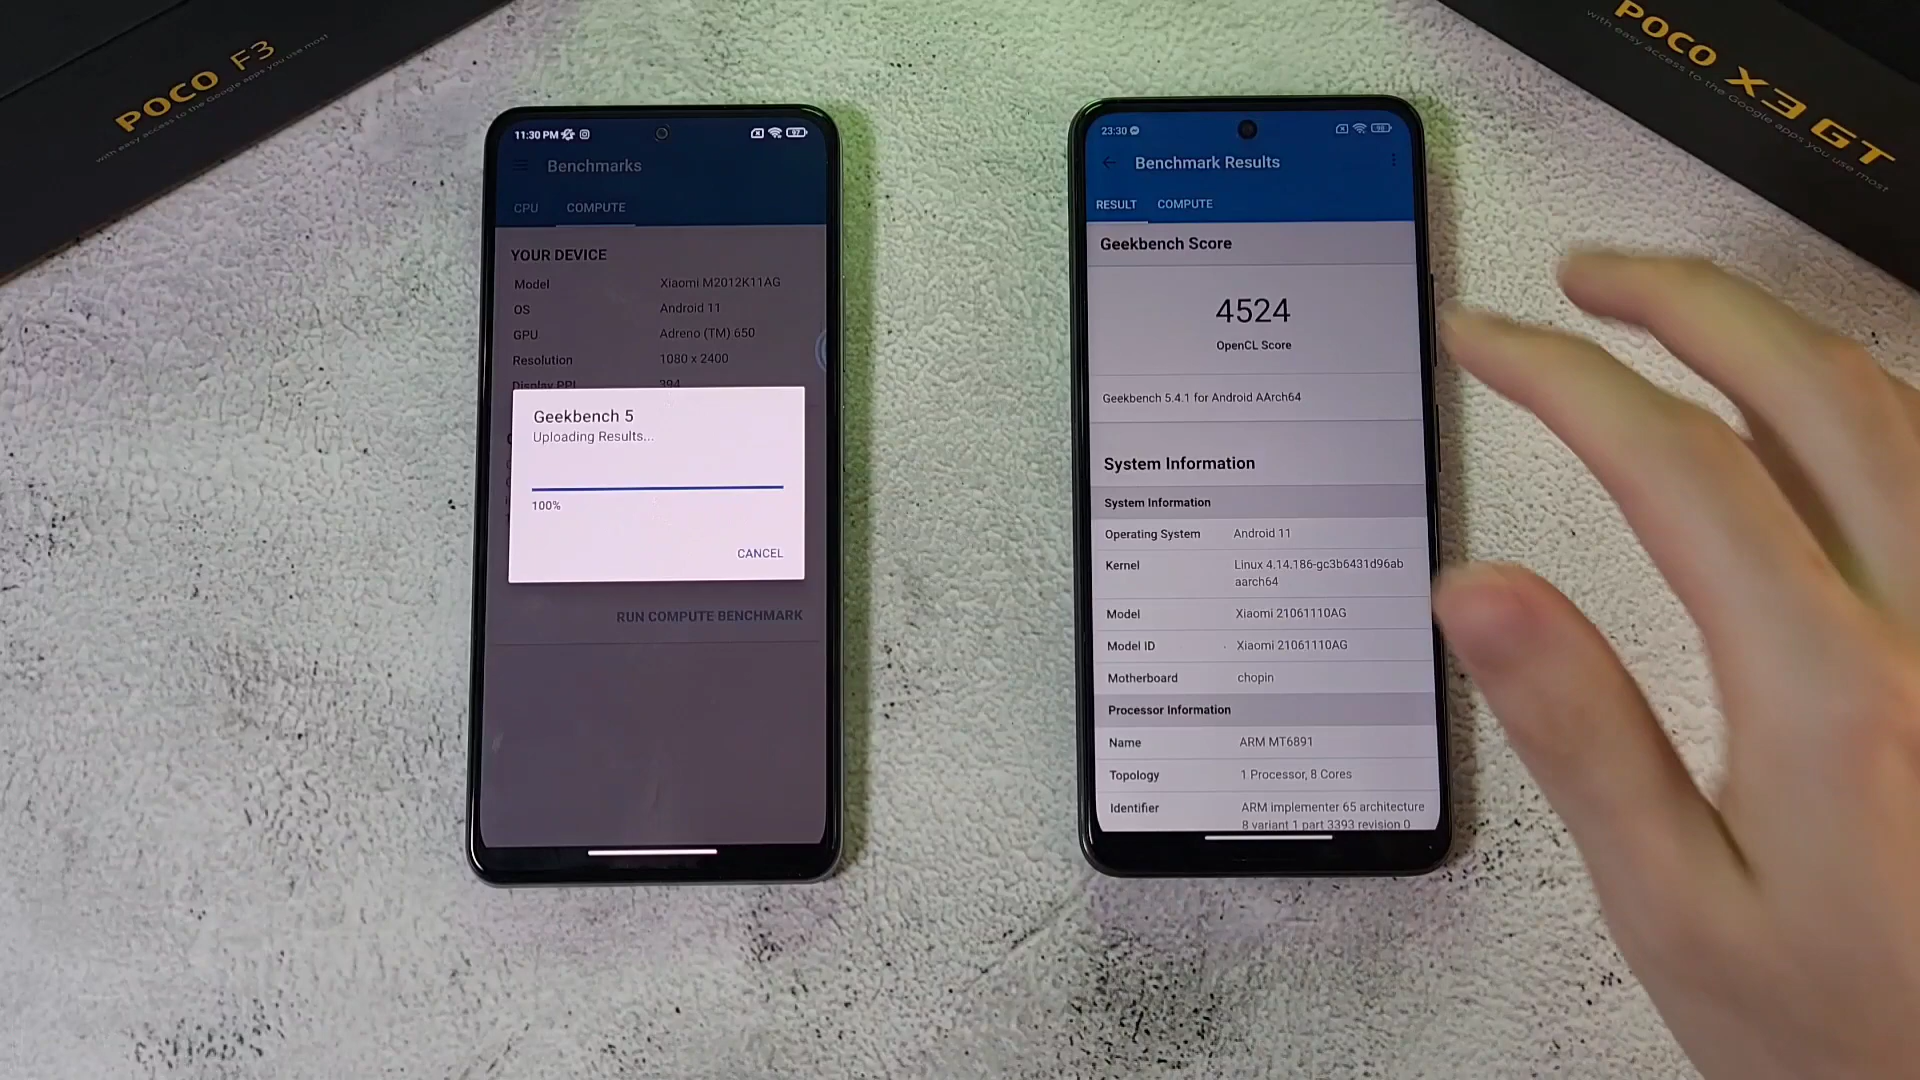 POCO F3
with easy access to the Google apps you use most
POCO X3 GT
with easy access to the Google apps you use most
11:30 PM
97
Benchmarks
CPU COMPUTE
YOUR DEVICE
Model Xiaomi M2012K11AG
OS Android 11
GPU Adreno (TM) 650
Resolution 1080 x 2400
Display PPI 394
Geekbench 5
Uploading Results...
100%
CANCEL
RUN COMPUTE BENCHMARK
23:30
98
Benchmark Results
RESULT COMPUTE
Geekbench Score
4524
OpenCL Score
Geekbench 5.4.1 for Android AArch64
System Information
System Information
Operating System Android 11
Kernel Linux 4.14.186-gc3b6431d96ab
aarch64
Model Xiaomi 21061110AG
Model ID Xiaomi 21061110AG
Motherboard chopin
Processor Information
Name ARM MT6891
Topology 1 Processor, 8 Cores
Identifier ARM implementer 65 architecture
8 variant 1 part 3393 revision 0